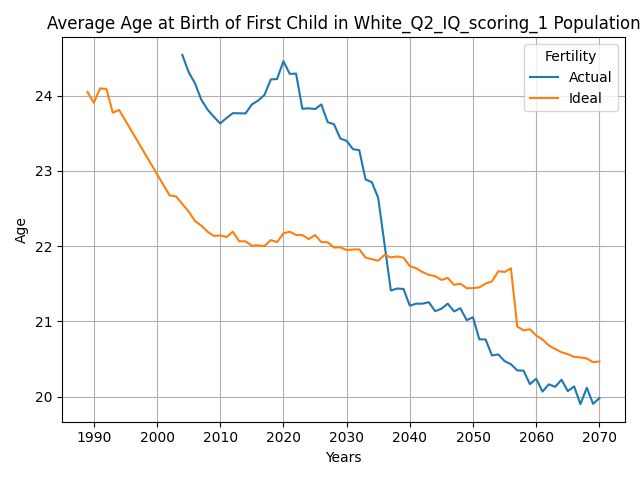 Average Age at Birth of First Child in White_Q2_IQ_scoring_1 Population
Fertility
Actual
Ideal
Age
24
23
22
21
20
1990
2000
2010
2020
2030
2040
2050
2060
2070
Years